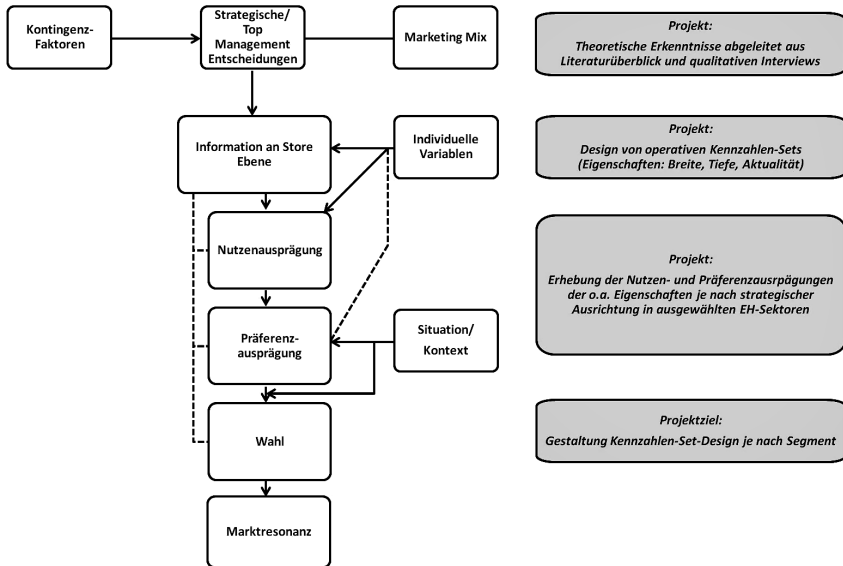 Kontingenz-
Faktoren
Strategische/
Top
Management
Entscheidungen
Marketing Mix
Projekt:
Theoretische Erkenntnisse abgeleitet aus
Literaturüberblick und qualitativen Interviews
Information an Store
Ebene
Individuelle
Variablen
Projekt:
Design von operativen Kennzahlen-Sets
(Eigenschaften: Breite, Tiefe, Aktualität)
Nutzenausprägung
Projekt:
Erhebung der Nutzen- und Präferenzausrpägungen
der o.a. Eigenschaften je nach strategischer
Ausrichtung in ausgewählten EH-Sektoren
Präferenz-
ausprägung
Situation/
Kontext
Wahl
Projektziel:
Gestaltung Kennzahlen-Set-Design je nach Segment
Marktresonanz